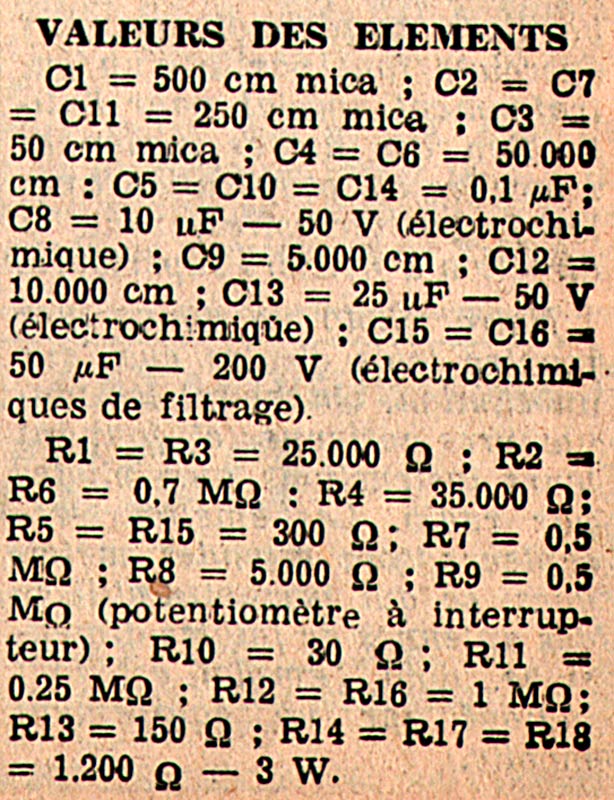 VALEURS DES ELEMENTS
C1 = 500 cm mica ; C2 = C7
= C11 = 250 cm mica ; C3 =
50 cm mica ; C4 = C6 = 50.000
cm : C5 = C10 = C14 = 0,1 µF;
C8 = 10 µF — 50 V (électrochi-
mique) ; C9 = 5.000 cm ; C12 =
10.000 cm ; C13 = 25 µF — 50 V
(électrochimique) ; C15 = C16 =
50 µF — 200 V (électrochimi-
ques de filtrage).
R1 = R3 = 25.000 Ω ; R2 =
R6 = 0,7 MΩ : R4 = 35.000 Ω;
R5 = R15 = 300 Ω; R7 = 0,5
MΩ ; R8 = 5.000 Ω ; R9 = 0,5
MΩ (potentiomètre à interrup-
teur) ; R10 = 30 Ω ; R11 =
0.25 MΩ ; R12 = R16 = 1 MΩ;
R13 = 150 Ω ; R14 = R17 = R18
= 1.200 Ω — 3 W.